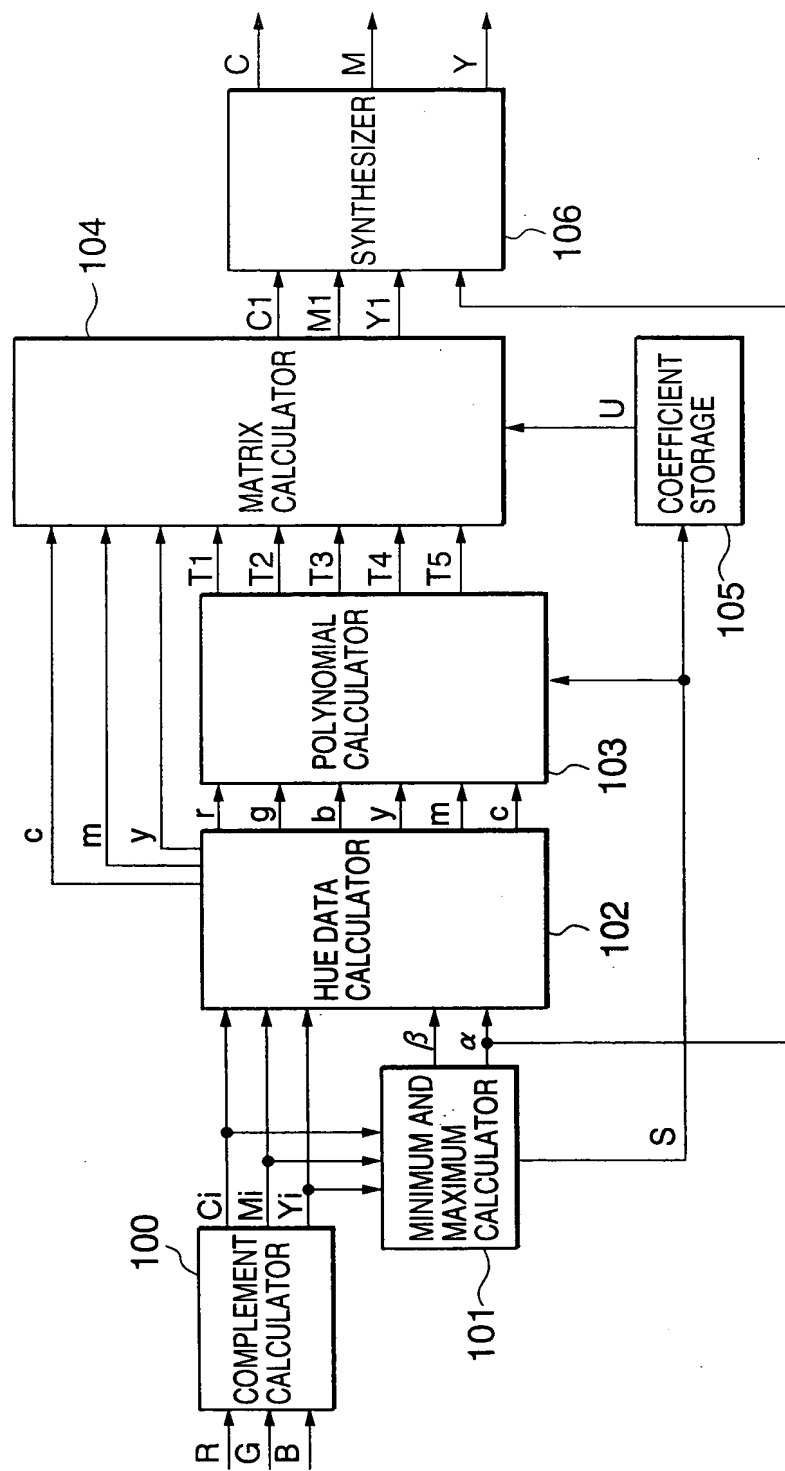 R
G
B
COMPLEMENT
CALCULATOR
100
Ci
Mi
Yi
MINIMUM AND
MAXIMUM
CALCULATOR
101
β
α
S
HUE DATA
CALCULATOR
102
c
m
y
r
g
b
y
m
c
POLYNOMIAL
CALCULATOR
103
T1
T2
T3
T4
T5
MATRIX
CALCULATOR
104
COEFFICIENT
STORAGE
105
U
C1
M1
Y1
SYNTHESIZER
106
C
M
Y